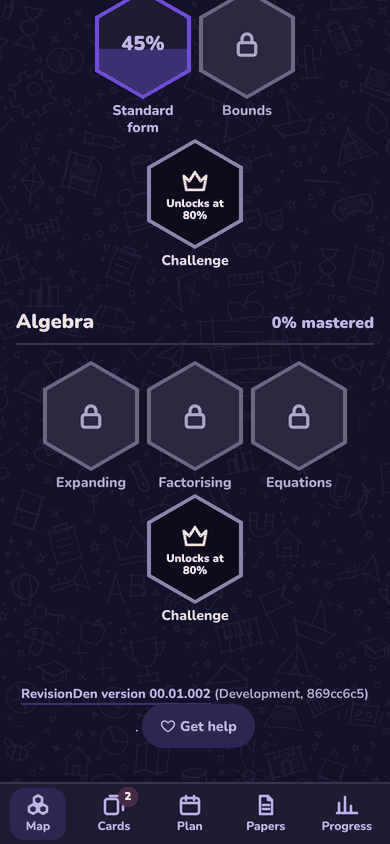 45%
Standard
form
Bounds
Unlocks at
80%
Challenge
Algebra
0% mastered
Expanding
Factorising
Equations
Unlocks at
80%
Challenge
RevisionDen version 00.01.002 (Development, 869cc6c5)
. Get help
2
Map
Cards
Plan
Papers
Progress